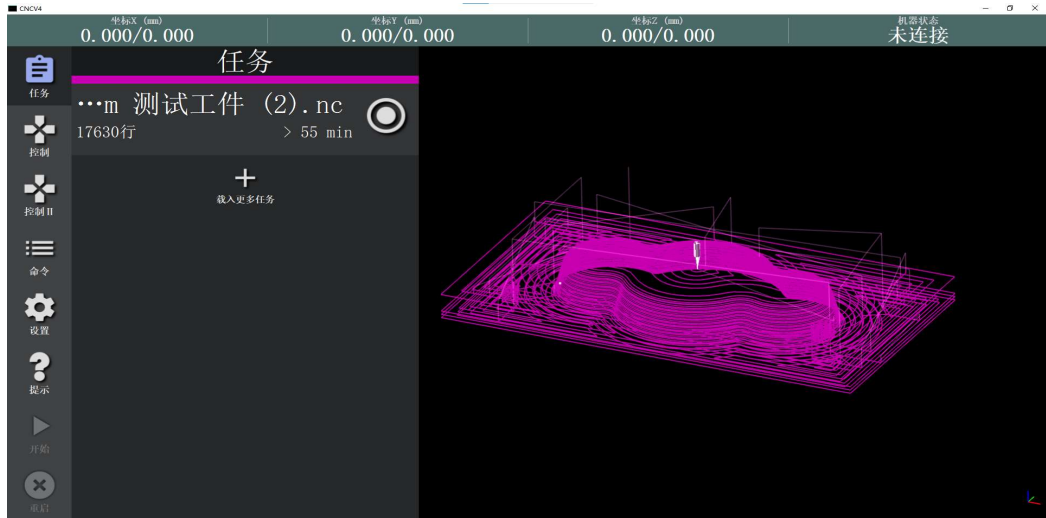 CNCV4
坐标X (mm)
0.000/0.000
坐标Y (mm)
0.000/0.000
坐标Z (mm)
0.000/0.000
机器状态
未连接
任务
控制
控制 II
命令
设置
提示
开始
重启
任务
…m 测试工件 (2).nc
17630行
> 55 min
载入更多任务